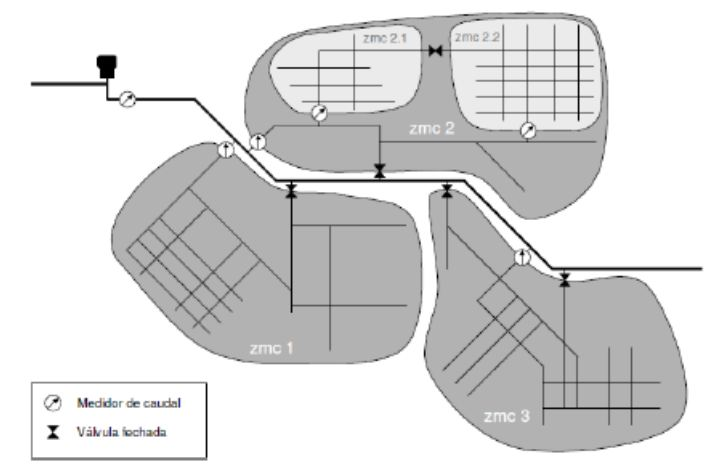 zmc 2.1
zmc 2.2
zmc 2
zmc 1
zmc 3
Medidor de caudal
Válvula fechada